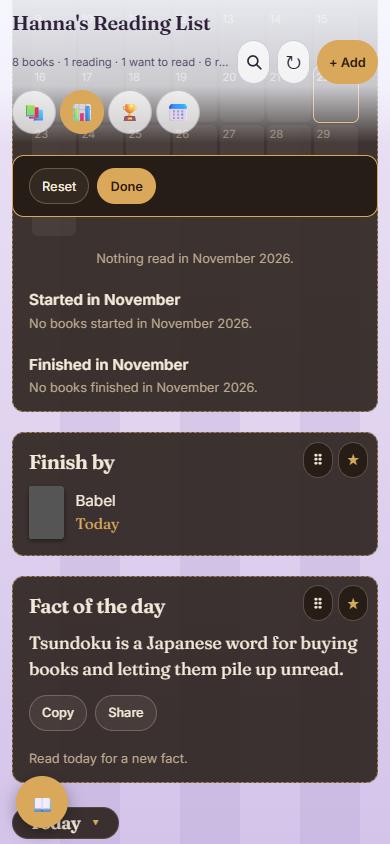 Hanna's Reading List
13 14 15
8 books · 1 reading · 1 want to read · 6 r...
+ Add
16 17 18 19 20 21
23 24 25 26 27 28 29
Reset
Done
Nothing read in November 2026.
Started in November
No books started in November 2026.
Finished in November
No books finished in November 2026.
Finish by
Babel
Today
Fact of the day
Tsundoku is a Japanese word for buying
books and letting them pile up unread.
Copy
Share
Read today for a new fact.
Today